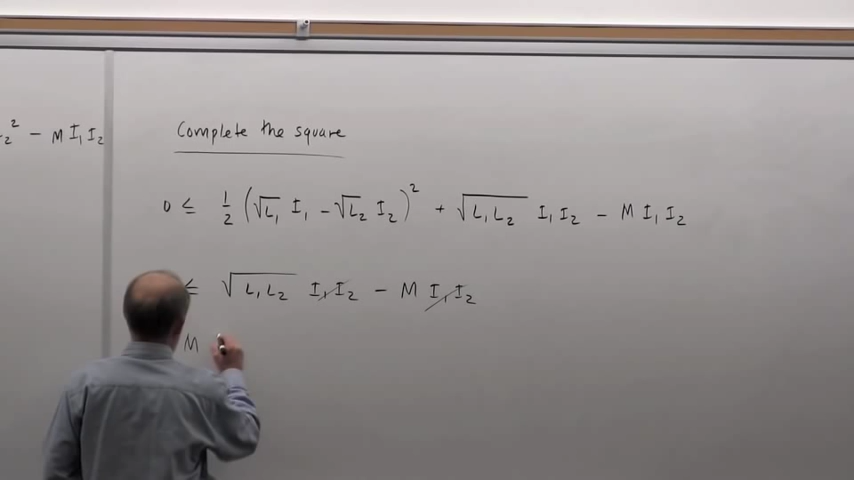 ₂² - M I₁ I₂
Complete the square
0 ≤ 1/2 (√L₁ I₁ - √L₂ I₂)² + √L₁L₂ I₁ I₂ - M I₁ I₂
≤ √L₁L₂ I₁ I₂ - M I₁ I₂
M